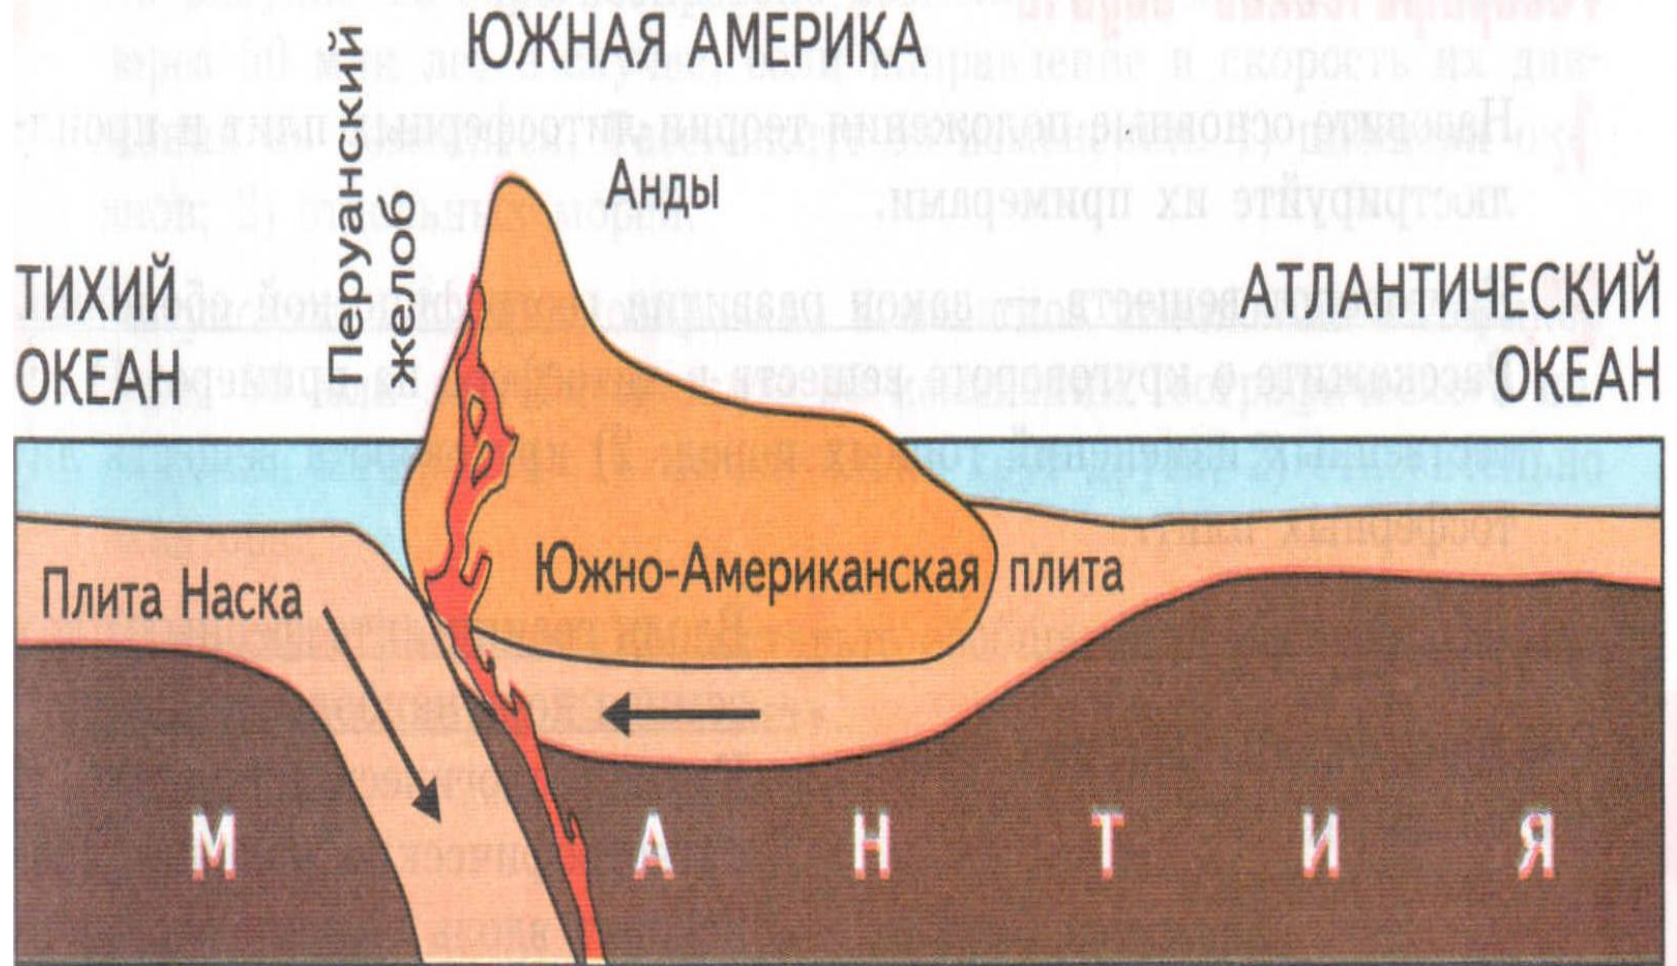 ЮЖНАЯ АМЕРИКА
Перуанский
желоб
Анды
ТИХИЙ
ОКЕАН
АТЛАНТИЧЕСКИЙ
ОКЕАН
Плита Наска
Южно-Американская плита
М А Н Т И Я